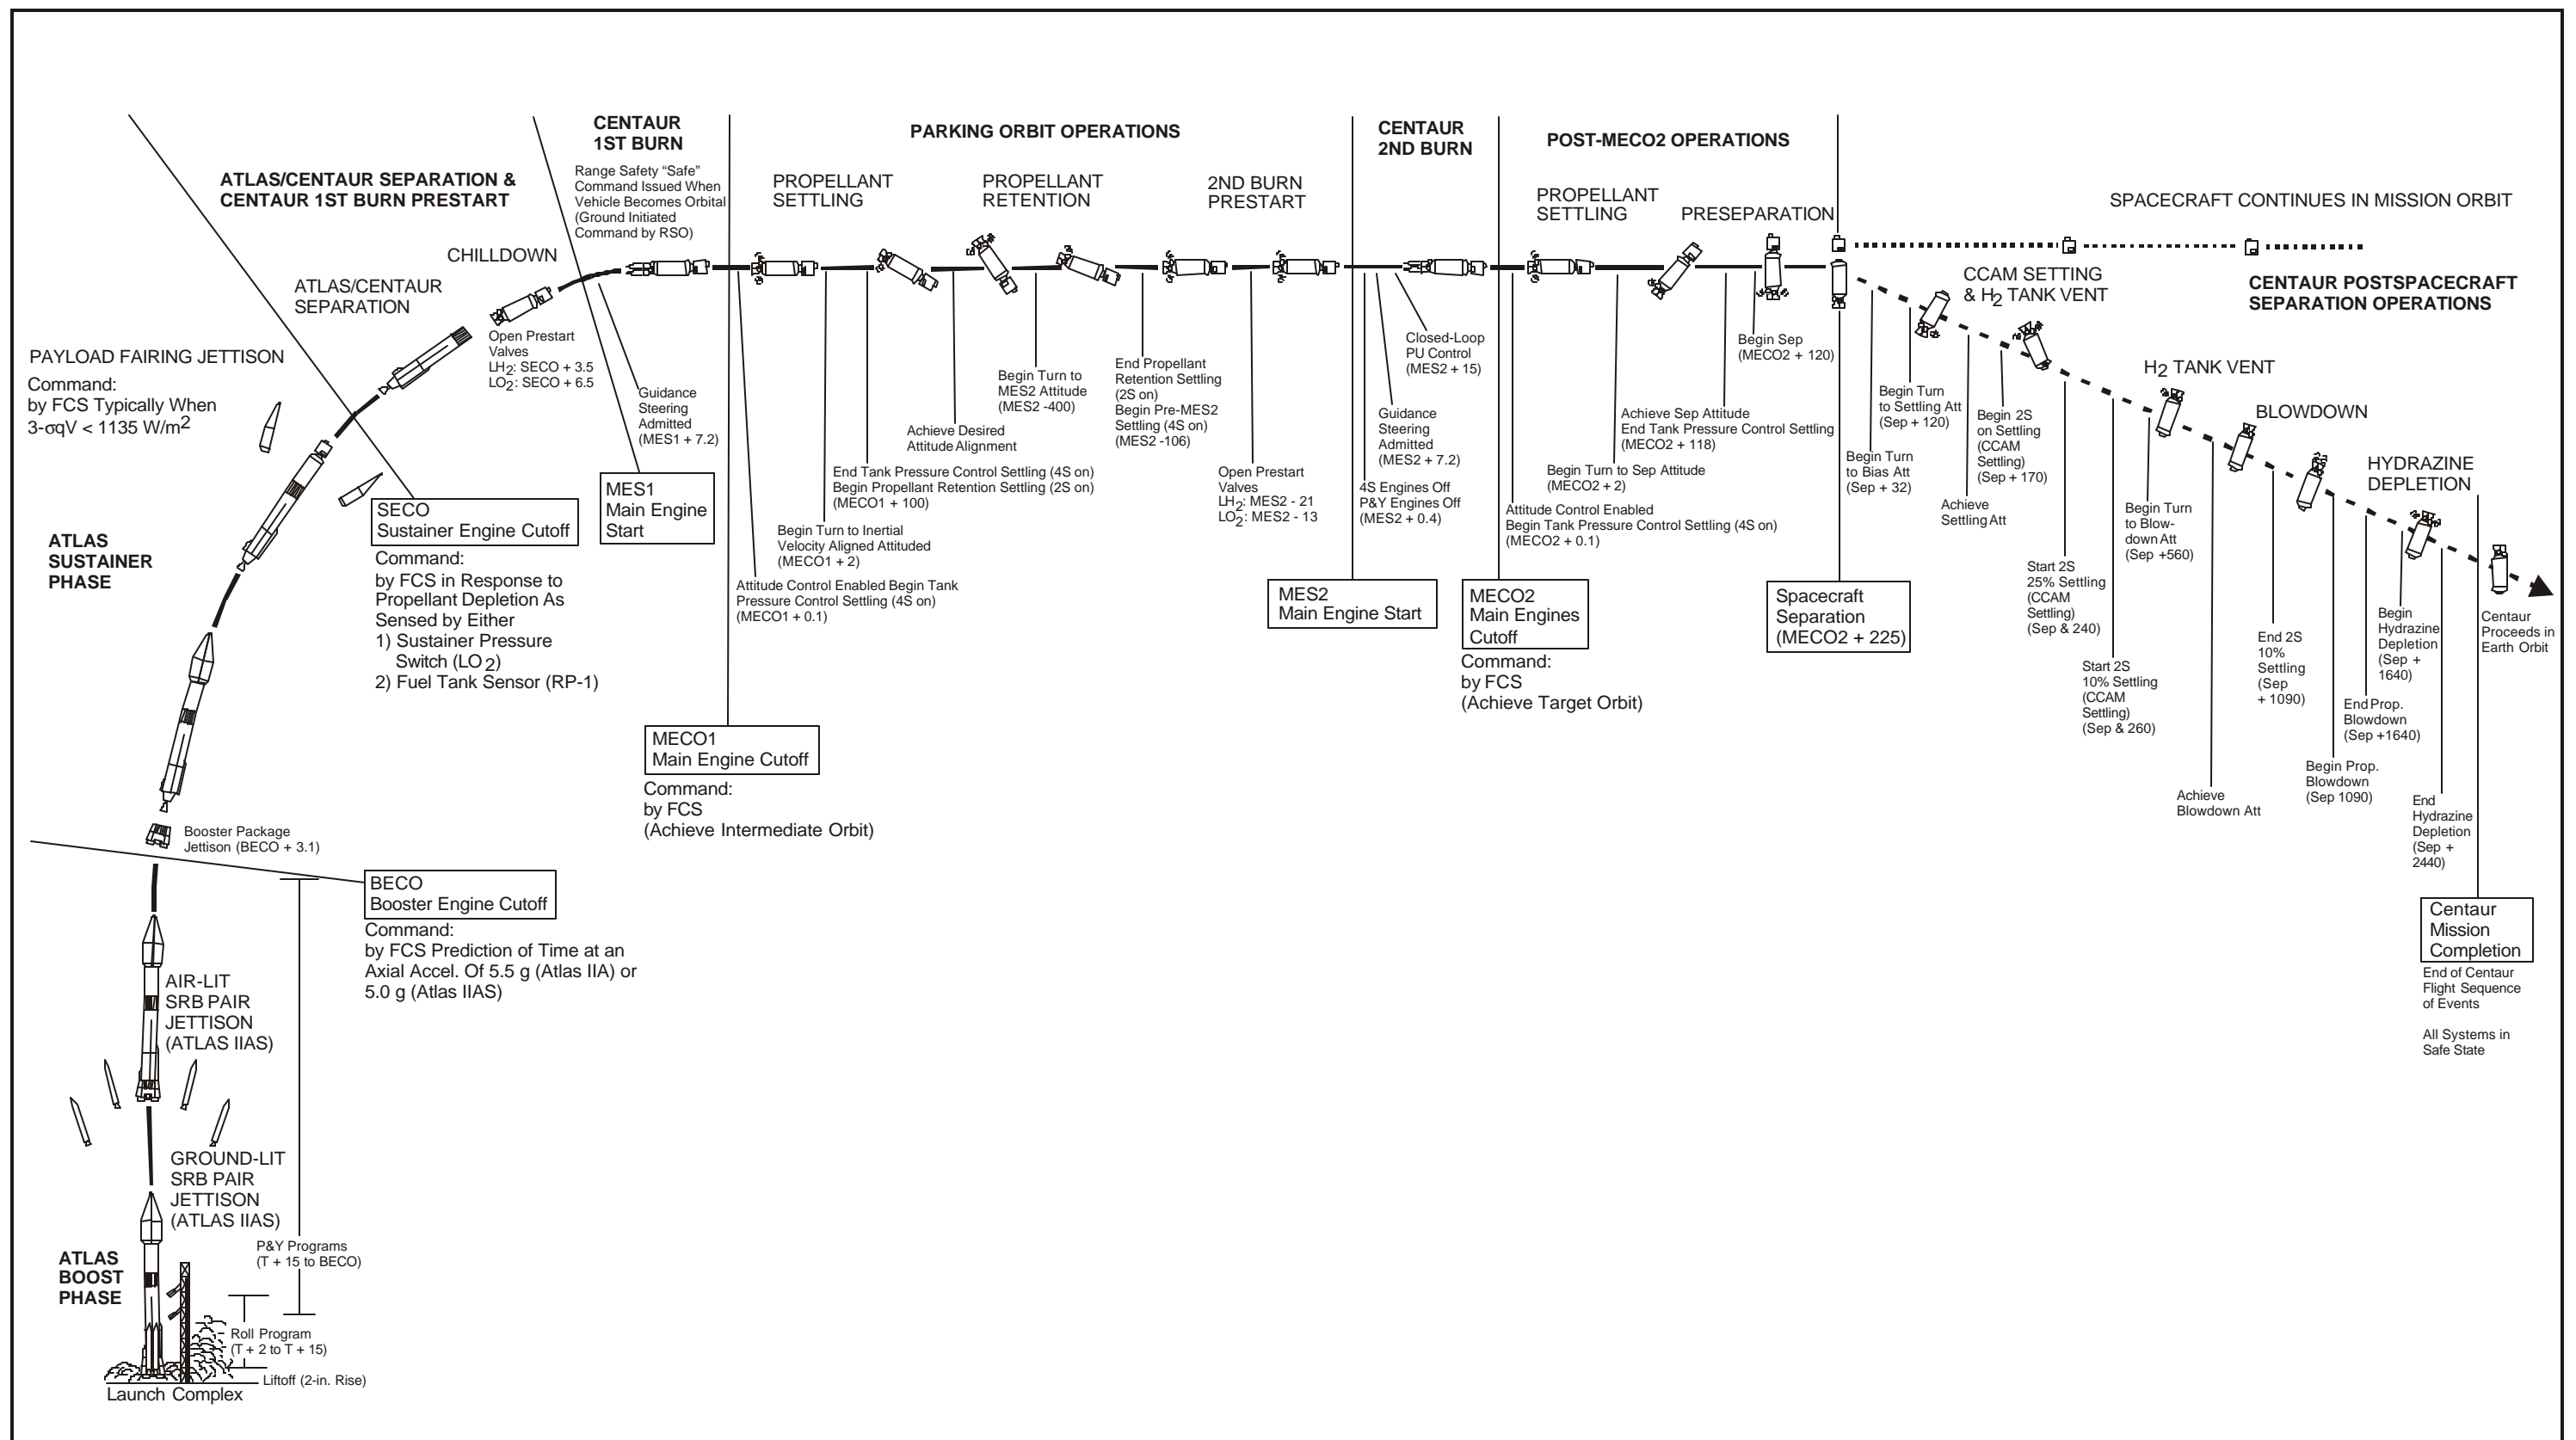 CENTAUR
1ST BURN
PARKING ORBIT OPERATIONS
CENTAUR
2ND BURN
POST-MECO2 OPERATIONS
ATLAS/CENTAUR SEPARATION &
CENTAUR 1ST BURN PRESTART
Range Safety “Safe”
Command Issued When
Vehicle Becomes Orbital
(Ground Initiated
Command by RSO)
PROPELLANT
SETTLING
PROPELLANT
RETENTION
2ND BURN
PRESTART
PROPELLANT
SETTLING
PRESEPARATION
SPACECRAFT CONTINUES IN MISSION ORBIT
CHILLDOWN
ATLAS/CENTAUR
SEPARATION
CCAM SETTING
& H2 TANK VENT
CENTAUR POSTSPACECRAFT
SEPARATION OPERATIONS
PAYLOAD FAIRING JETTISON
Command:
by FCS Typically When
3-σqV < 1135 W/m2
Open Prestart
Valves
LH2: SECO + 3.5
LO2: SECO + 6.5
Guidance
Steering
Admitted
(MES1 + 7.2)
Begin Turn to
MES2 Attitude
(MES2 -400)
Achieve Desired
Attitude Alignment
End Propellant
Retention Settling
(2S on)
Begin Pre-MES2
Settling (4S on)
(MES2 -106)
End Tank Pressure Control Settling (4S on)
Begin Propellant Retention Settling (2S on)
(MECO1 + 100)
Begin Turn to Inertial
Velocity Aligned Attituded
(MECO1 + 2)
Attitude Control Enabled Begin Tank
Pressure Control Settling (4S on)
(MECO1 + 0.1)
Open Prestart
Valves
LH2: MES2 - 21
LO2: MES2 - 13
Closed-Loop
PU Control
(MES2 + 15)
Guidance
Steering
Admitted
(MES2 + 7.2)
4S Engines Off
P&Y Engines Off
(MES2 + 0.4)
Begin Sep
(MECO2 + 120)
Achieve Sep Attitude
End Tank Pressure Control Settling
(MECO2 + 118)
Begin Turn to Sep Attitude
(MECO2 + 2)
Attitude Control Enabled
Begin Tank Pressure Control Settling (4S on)
(MECO2 + 0.1)
Begin Turn
to Bias Att
(Sep + 32)
Begin Turn
to Settling Att
(Sep + 120)
Achieve
Settling Att
Begin 2S
on Settling
(CCAM
Settling)
(Sep + 170)
Start 2S
25% Settling
(CCAM
Settling)
(Sep & 240)
Start 2S
10% Settling
(CCAM
Settling)
(Sep & 260)
H2 TANK VENT
Begin Turn
to Blow-
down Att
(Sep +560)
BLOWDOWN
Achieve
Blowdown Att
End 2S
10%
Settling
(Sep
+ 1090)
HYDRAZINE
DEPLETION
Begin Prop.
Blowdown
(Sep 1090)
End Prop.
Blowdown
(Sep +1640)
Begin
Hydrazine
Depletion
(Sep +
1640)
End
Hydrazine
Depletion
(Sep +
2440)
Centaur
Proceeds in
Earth Orbit
MES1
Main Engine
Start
SECO
Sustainer Engine Cutoff
Command:
by FCS in Response to
Propellant Depletion As
Sensed by Either
1) Sustainer Pressure
Switch (LO2)
2) Fuel Tank Sensor (RP-1)
ATLAS
SUSTAINER
PHASE
MES2
Main Engine Start
MECO2
Main Engines
Cutoff
Command:
by FCS
(Achieve Target Orbit)
Spacecraft
Separation
(MECO2 + 225)
MECO1
Main Engine Cutoff
Command:
by FCS
(Achieve Intermediate Orbit)
Booster Package
Jettison (BECO + 3.1)
BECO
Booster Engine Cutoff
Command:
by FCS Prediction of Time at an
Axial Accel. Of 5.5 g (Atlas IIA) or
5.0 g (Atlas IIAS)
Centaur
Mission
Completion
End of Centaur
Flight Sequence
of Events
All Systems in
Safe State
AIR-LIT
SRB PAIR
JETTISON
(ATLAS IIAS)
GROUND-LIT
SRB PAIR
JETTISON
(ATLAS IIAS)
ATLAS
BOOST
PHASE
P&Y Programs
(T + 15 to BECO)
Roll Program
(T + 2 to T + 15)
Liftoff (2-in. Rise)
Launch Complex